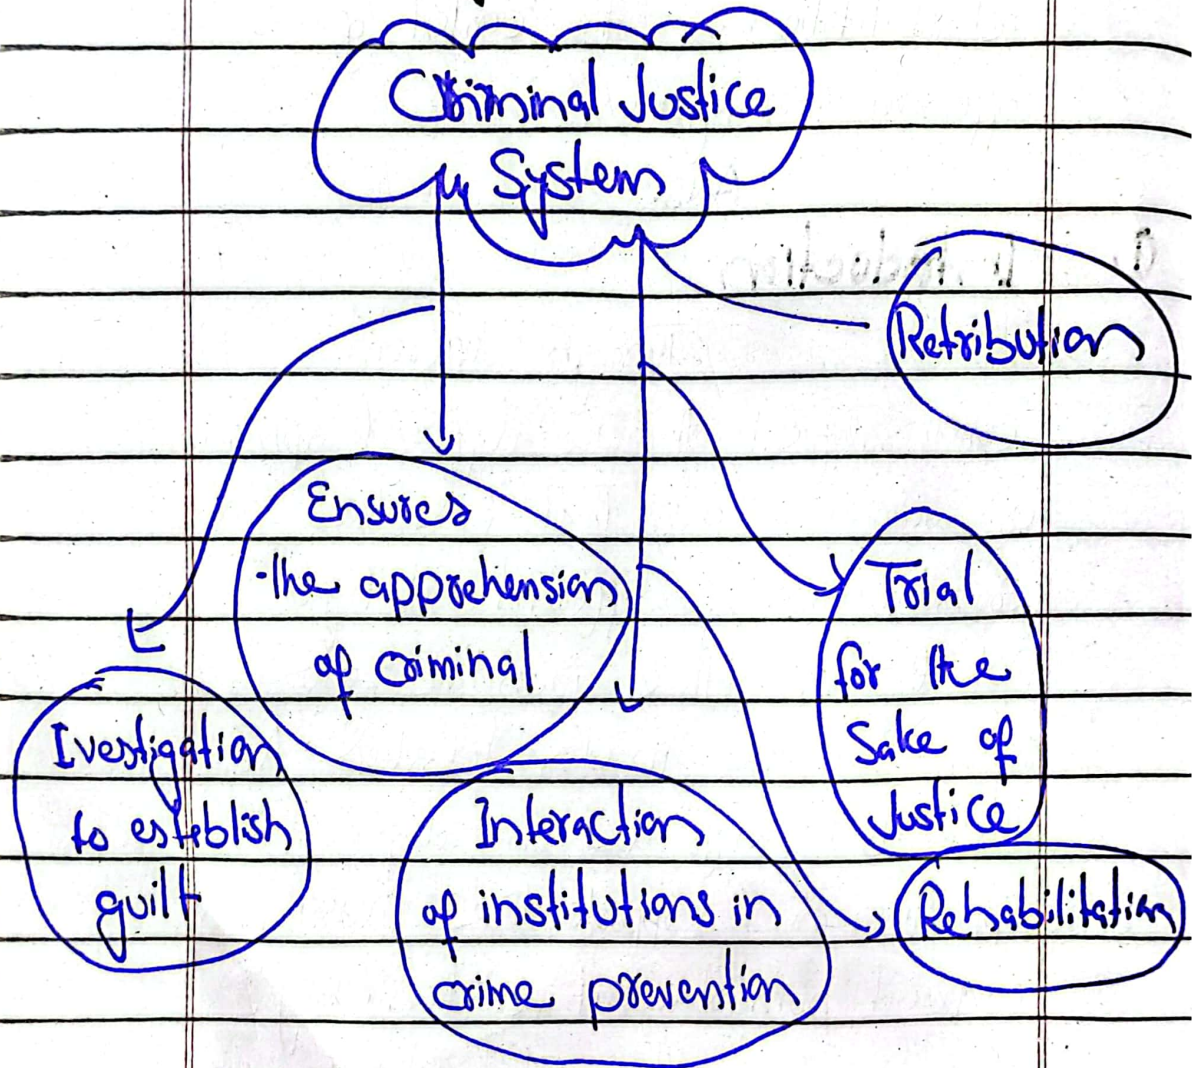 Criminal Justice
System
Retribution
Ensures
the apprehension
of criminal
Trial
for the
Sake of
Justice
Ivestigation
to esteblish
guilt
Interaction
of institutions in
crime prevention
Rehabilitation